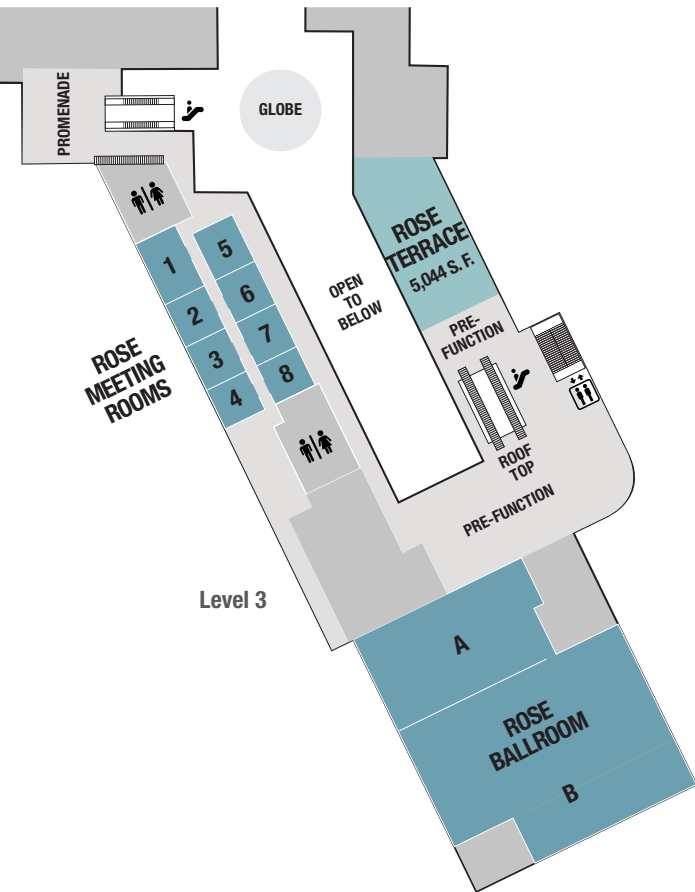 PROMENADE
GLOBE
ROSE
TERRACE
5,044 S. F.
1
5
2
6
3
7
4
8
OPEN
TO
BELOW
PRE-
FUNCTION
ROSE
MEETING
ROOMS
ROOF
TOP
PRE-FUNCTION
Level 3
A
ROSE
BALLROOM
B